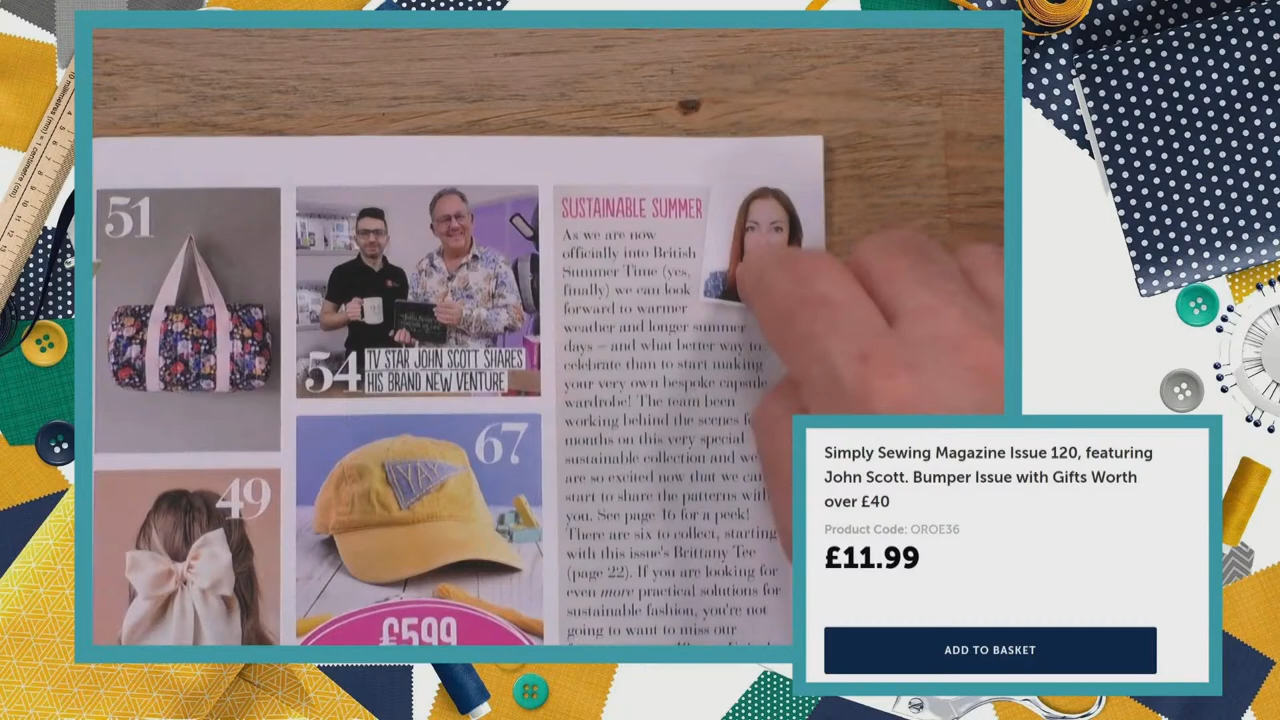 51
54
TV STAR JOHN SCOTT SHARES
HIS BRAND NEW VENTURE
49
YAY
67
£599
SUSTAINABLE SUMMER
As we are now
officially into British
Summer Time (yes,
finally) we can look
forward to warmer
weather and longer summer
days – and what better way to
celebrate than to start making
your very own bespoke capsule
wardrobe! The team been
working behind the scenes
months on this very special
sustainable collection and we
are so excited now that we can
start to share the patterns with
you. See page 16 for a peek!
There are six to collect, starting
with this issue's Brittany Tee
(page 22). If you are looking for
even more practical solutions for
sustainable fashion, you're not
going to want to miss our
Simply Sewing Magazine Issue 120, featuring
John Scott. Bumper Issue with Gifts Worth
over £40
Product Code: OROE36
£11.99
ADD TO BASKET